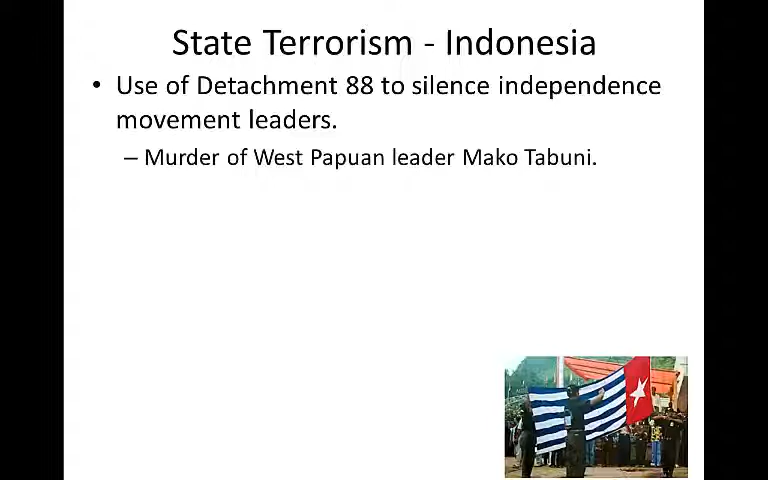 State Terrorism - Indonesia
• Use of Detachment 88 to silence independence
movement leaders.
– Murder of West Papuan leader Mako Tabuni.